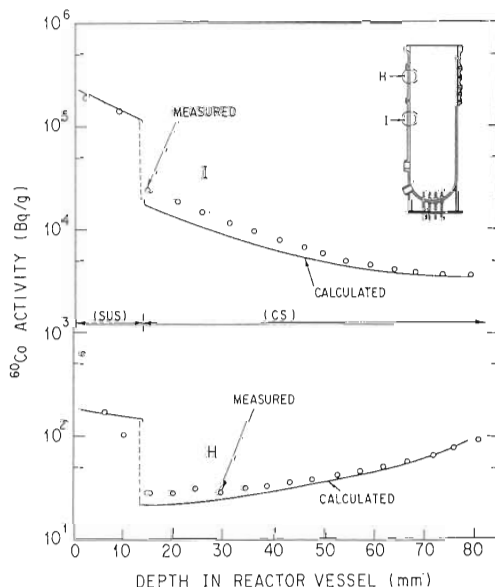 10⁶
10⁵
10⁴
10³
10²
10¹
⁶⁰Co ACTIVITY (Bq/g)
MEASURED
I
CALCULATED
H
I
(SUS)
(CS)
MEASURED
H
CALCULATED
0 10 20 30 40 50 60 70 80
DEPTH IN REACTOR VESSEL (mm)